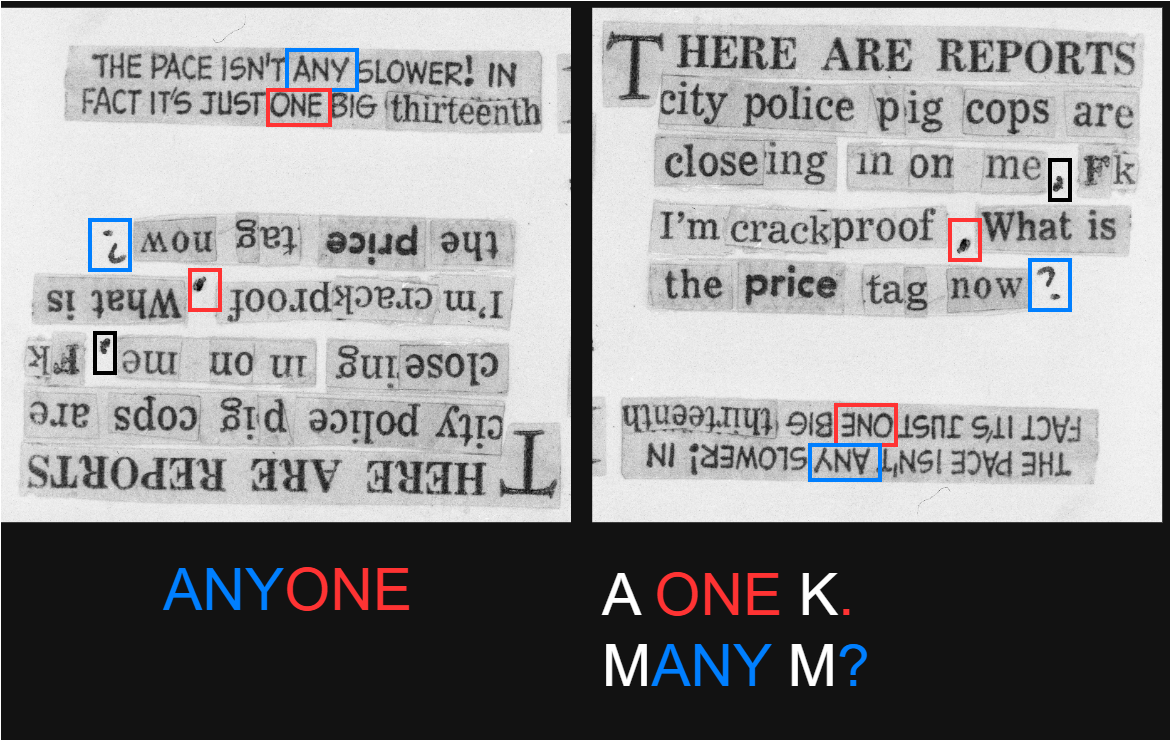 THE PACE ISN'T ANY SLOWER! IN
FACT IT'S JUST ONE BIG thirteenth
THERE ARE REPORTS
city police pig cops are
closeing in on me. Fk
I'm crackproof. What is
the price tag now?
ANYONE
THERE ARE REPORTS
city police pig cops are
closeing in on me. Fk
I'm crackproof. What is
the price tag now?
THE PACE ISN'T ANY SLOWER! IN
FACT IT'S JUST ONE BIG thirteenth
A ONE K.
MANY M?